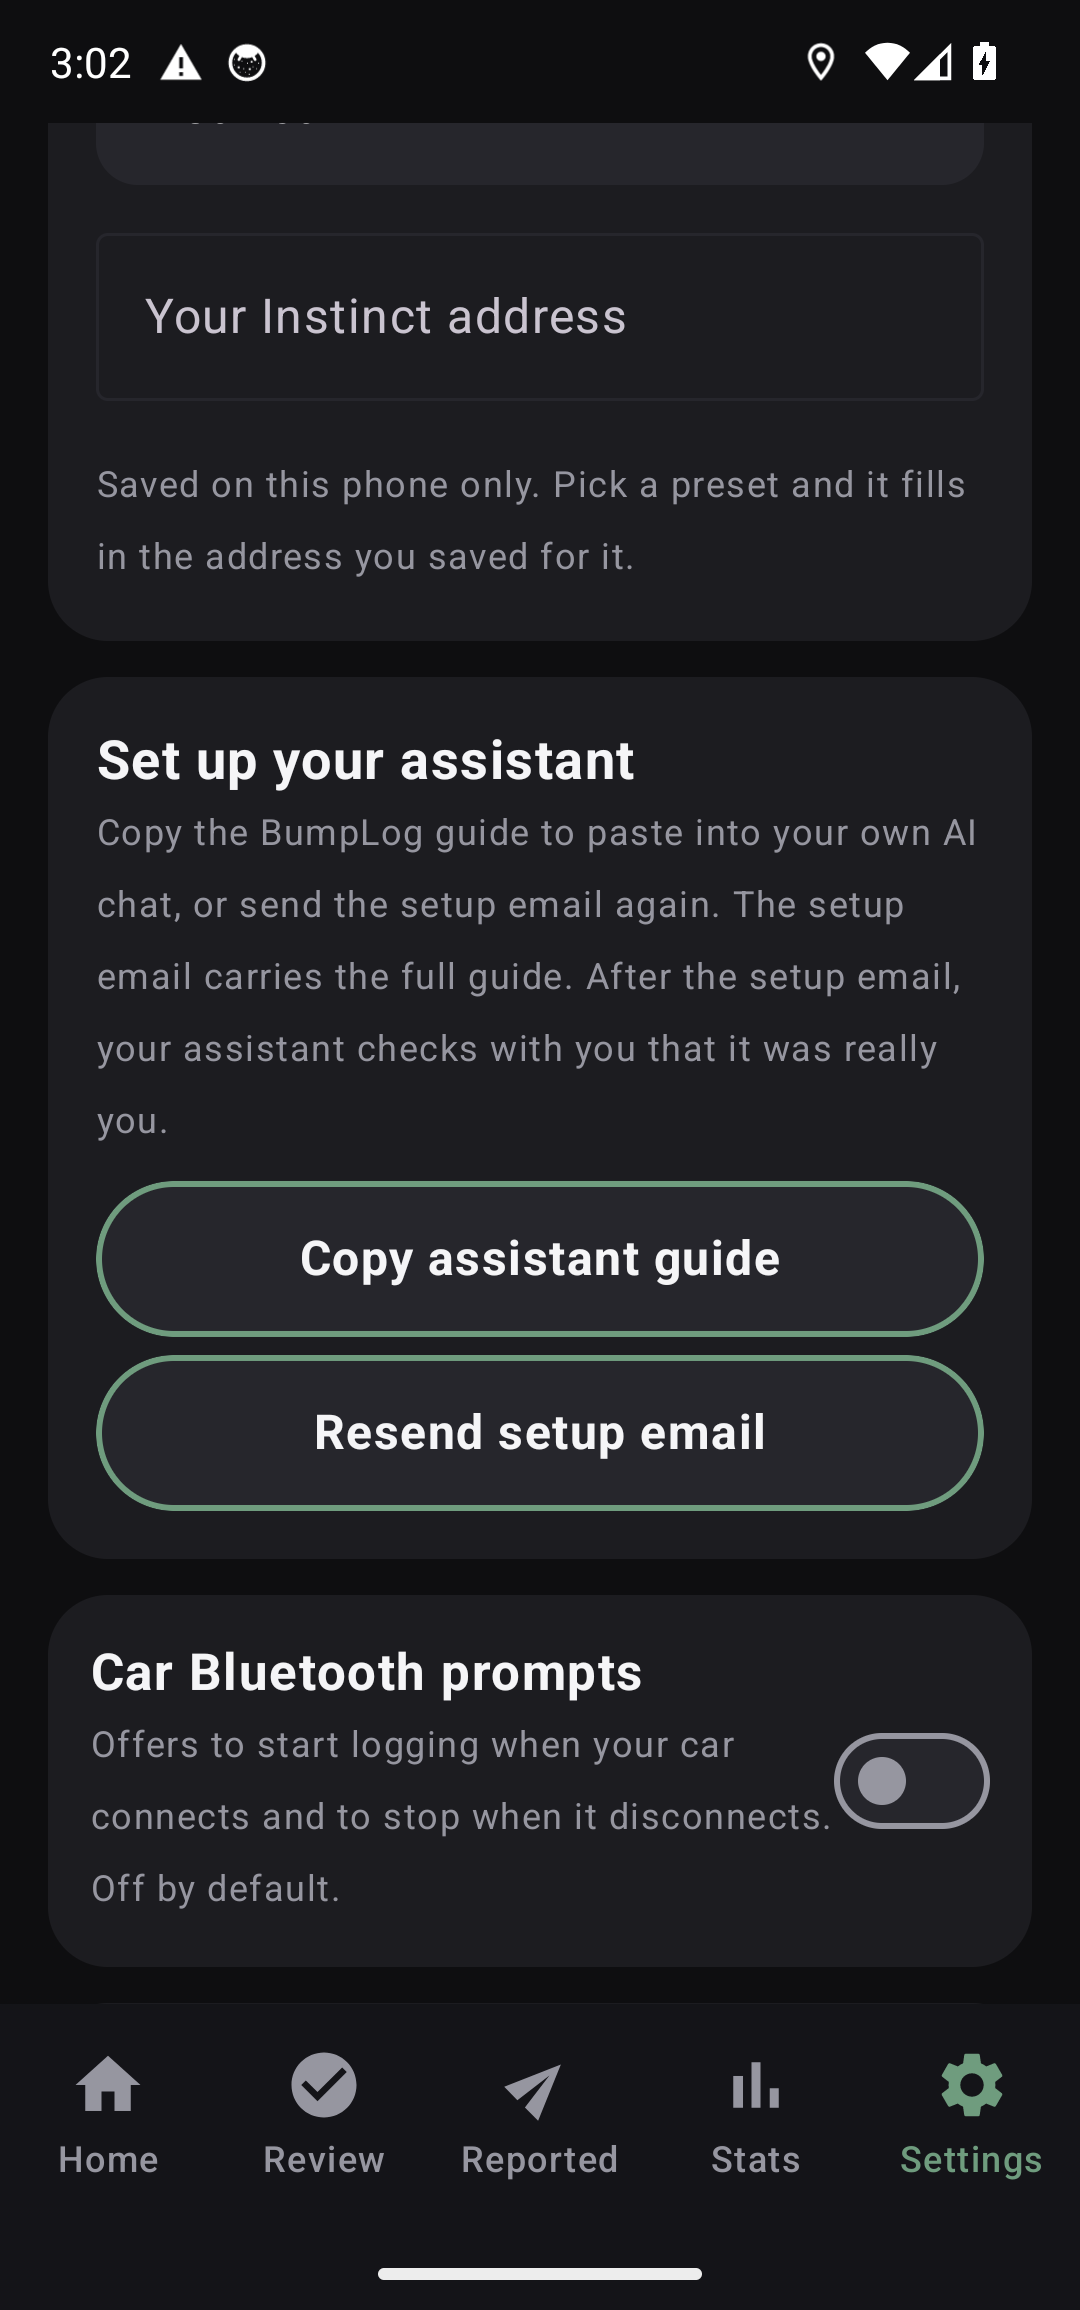 3:02
Your Instinct address
Saved on this phone only. Pick a preset and it fills
in the address you saved for it.
Set up your assistant
Copy the BumpLog guide to paste into your own AI
chat, or send the setup email again. The setup
email carries the full guide. After the setup email,
your assistant checks with you that it was really
you.
Copy assistant guide
Resend setup email
Car Bluetooth prompts
Offers to start logging when your car
connects and to stop when it disconnects.
Off by default.
Home Review Reported Stats Settings